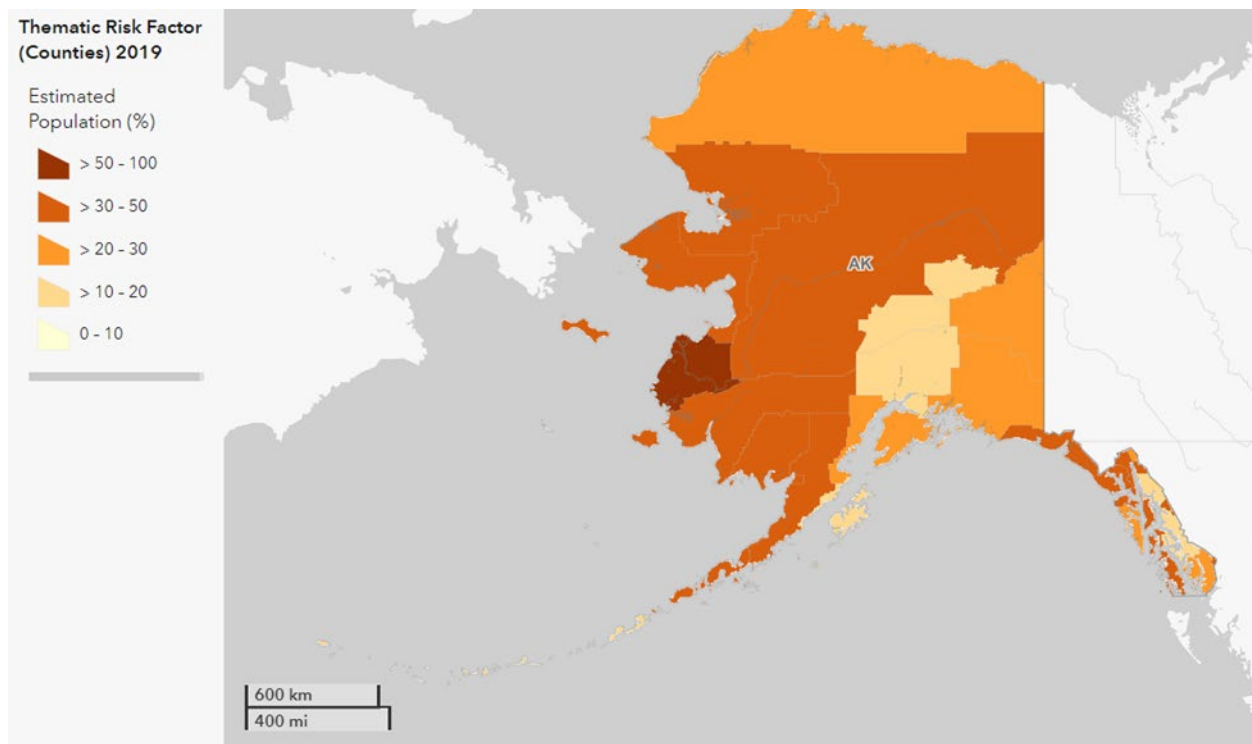 Thematic Risk Factor
(Counties) 2019
Estimated
Population (%)
> 50 - 100
> 30 - 50
> 20 - 30
> 10 - 20
0 - 10
AK
600 km
400 mi